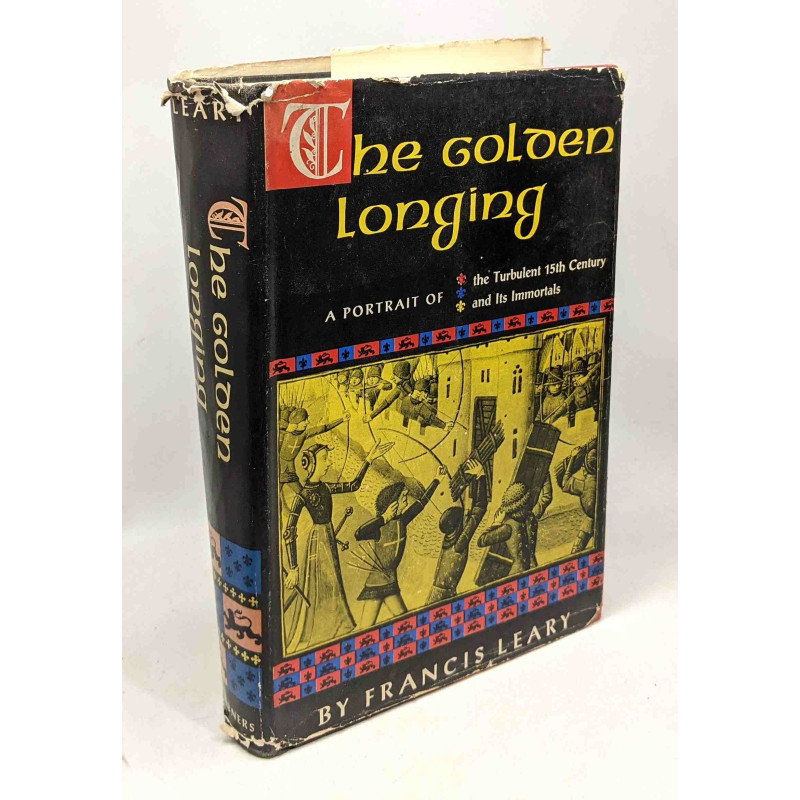 LEARY
The Golden
Longing
The Golden
Longing
A PORTRAIT OF
the Turbulent 15th Century
and Its Immortals
BY FRANCIS LEARY